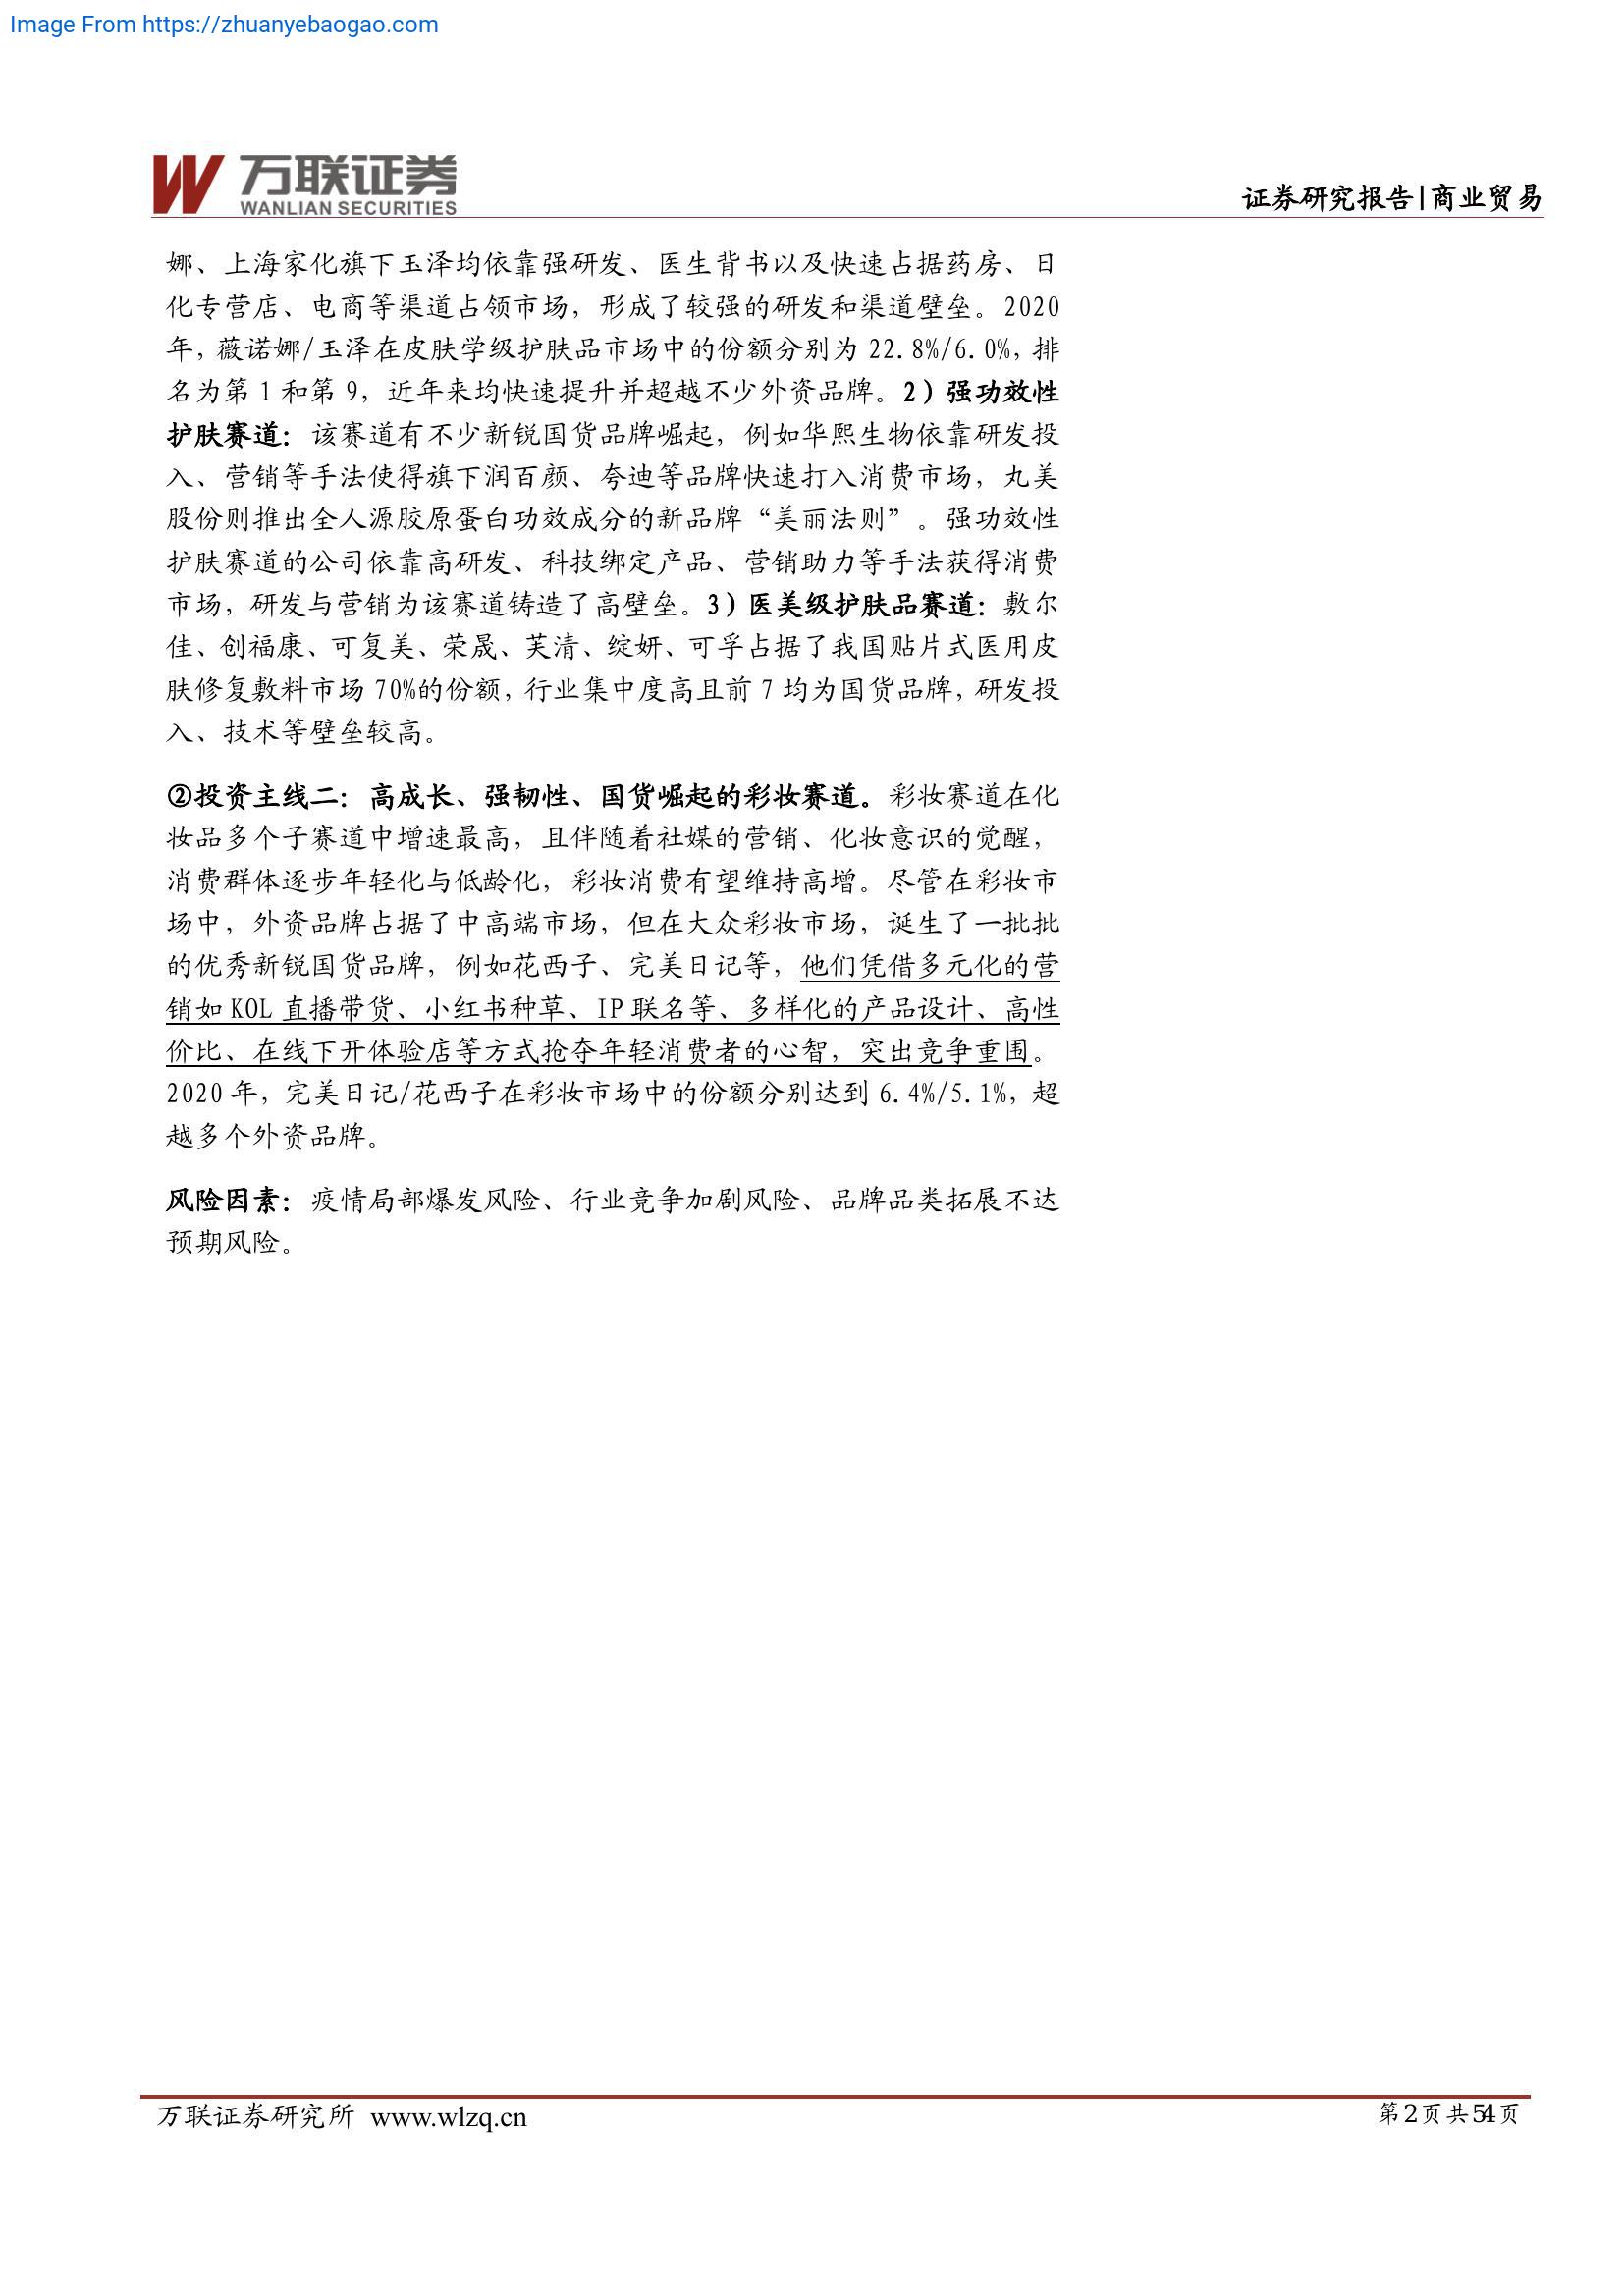 Image From https://zhuanyebaogao.com
万联证券
WANLIAN SECURITIES
证券研究报告|商业贸易
娜、上海家化旗下玉泽均依靠强研发、医生背书以及快速占据药房、日
化专营店、电商等渠道占领市场，形成了较强的研发和渠道壁垒。2020
年，薇诺娜/玉泽在皮肤学级护肤品市场中的份额分别为 22.8%/6.0%，排
名为第 1 和第 9，近年来均快速提升并超越不少外资品牌。2）强功效性
护肤赛道：该赛道有不少新锐国货品牌崛起，例如华熙生物依靠研发投
入、营销等手法使得旗下润百颜、夸迪等品牌快速打入消费市场，丸美
股份则推出全人源胶原蛋白功效成分的新品牌“美丽法则”。强功效性
护肤赛道的公司依靠高研发、科技绑定产品、营销助力等手法获得消费
市场，研发与营销为该赛道铸造了高壁垒。3）医美级护肤品赛道：敷尔
佳、创福康、可复美、荣晟、芙清、绽妍、可孚占据了我国贴片式医用皮
肤修复敷料市场 70%的份额，行业集中度高且前 7 均为国货品牌，研发投
入、技术等壁垒较高。
②投资主线二：高成长、强韧性、国货崛起的彩妆赛道。彩妆赛道在化
妆品多个子赛道中增速最高，且伴随着社媒的营销、化妆意识的觉醒，
消费群体逐步年轻化与低龄化，彩妆消费有望维持高增。尽管在彩妆市
场中，外资品牌占据了中高端市场，但在大众彩妆市场，诞生了一批批
的优秀新锐国货品牌，例如花西子、完美日记等，他们凭借多元化的营
销如 KOL 直播带货、小红书种草、IP 联名等、多样化的产品设计、高性
价比、在线下开体验店等方式抢夺年轻消费者的心智，突出竞争重围。
2020 年，完美日记/花西子在彩妆市场中的份额分别达到 6.4%/5.1%，超
越多个外资品牌。
风险因素：疫情局部爆发风险、行业竞争加剧风险、品牌品类拓展不达
预期风险。
万联证券研究所 www.wlzq.cn
第 2 页 共 54 页